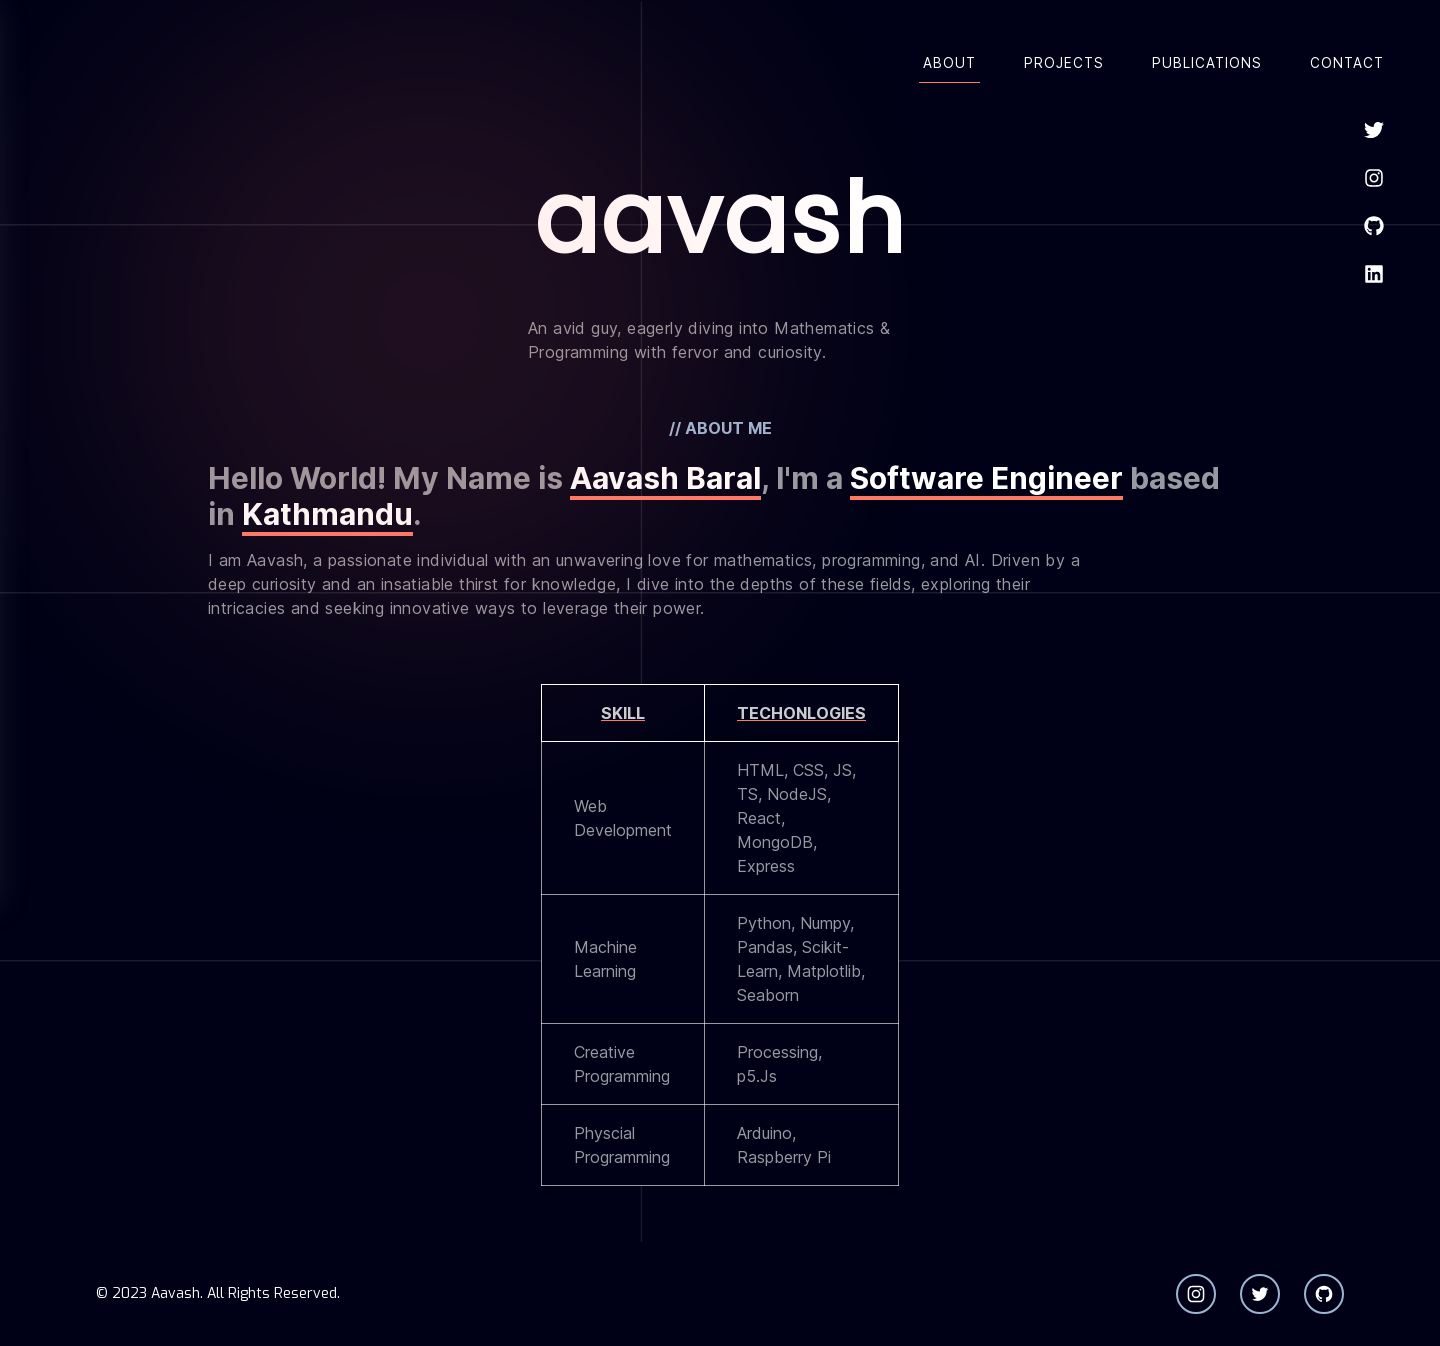 ABOUT PROJECTS PUBLICATIONS CONTACT
aavash
An avid guy, eagerly diving into Mathematics &
Programming with fervor and curiosity.
// ABOUT ME
Hello World! My Name is Aavash Baral, I'm a Software Engineer based
in Kathmandu.
I am Aavash, a passionate individual with an unwavering love for mathematics, programming, and AI. Driven by a
deep curiosity and an insatiable thirst for knowledge, I dive into the depths of these fields, exploring their
intricacies and seeking innovative ways to leverage their power.
SKILL TECHONLOGIES
Web
Development
HTML, CSS, JS,
TS, NodeJS,
React,
MongoDB,
Express
Machine
Learning
Python, Numpy,
Pandas, Scikit-
Learn, Matplotlib,
Seaborn
Creative
Programming
Processing,
p5.Js
Physcial
Programming
Arduino,
Raspberry Pi
© 2023 Aavash. All Rights Reserved.